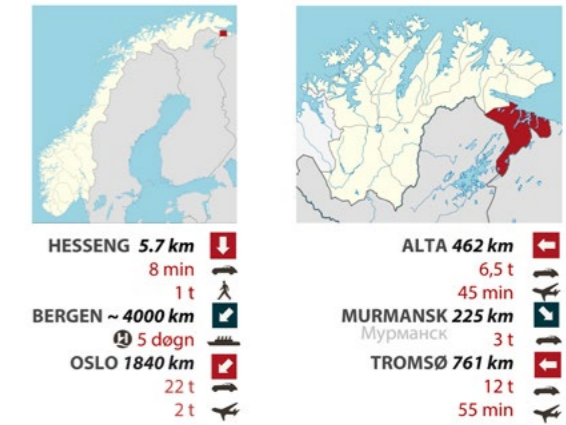 HESSENG 5.7 km
8 min
1 t
BERGEN ~ 4000 km
H 5 døgn
OSLO 1840 km
22 t
2 t
ALTA 462 km
6,5 t
45 min
MURMANSK 225 km
Мурманск
3 t
TROMSØ 761 km
12 t
55 min